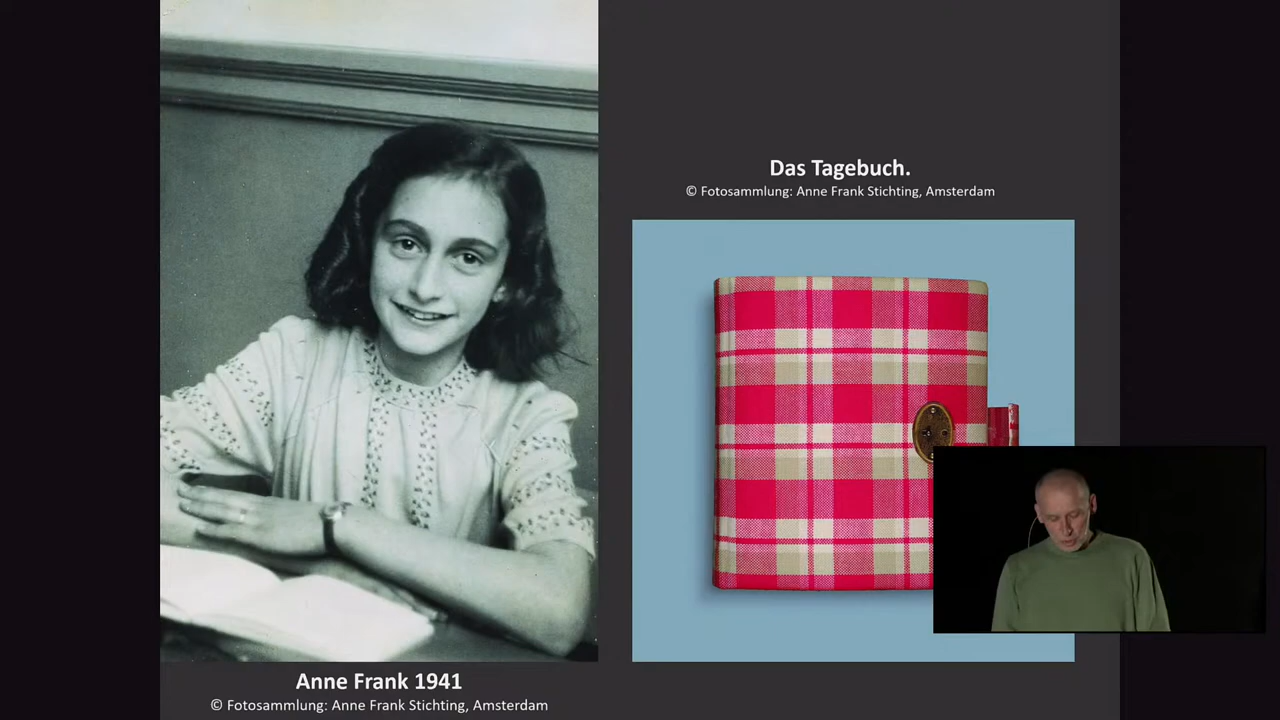 Das Tagebuch.
© Fotosammlung: Anne Frank Stichting, Amsterdam
Anne Frank 1941
© Fotosammlung: Anne Frank Stichting, Amsterdam